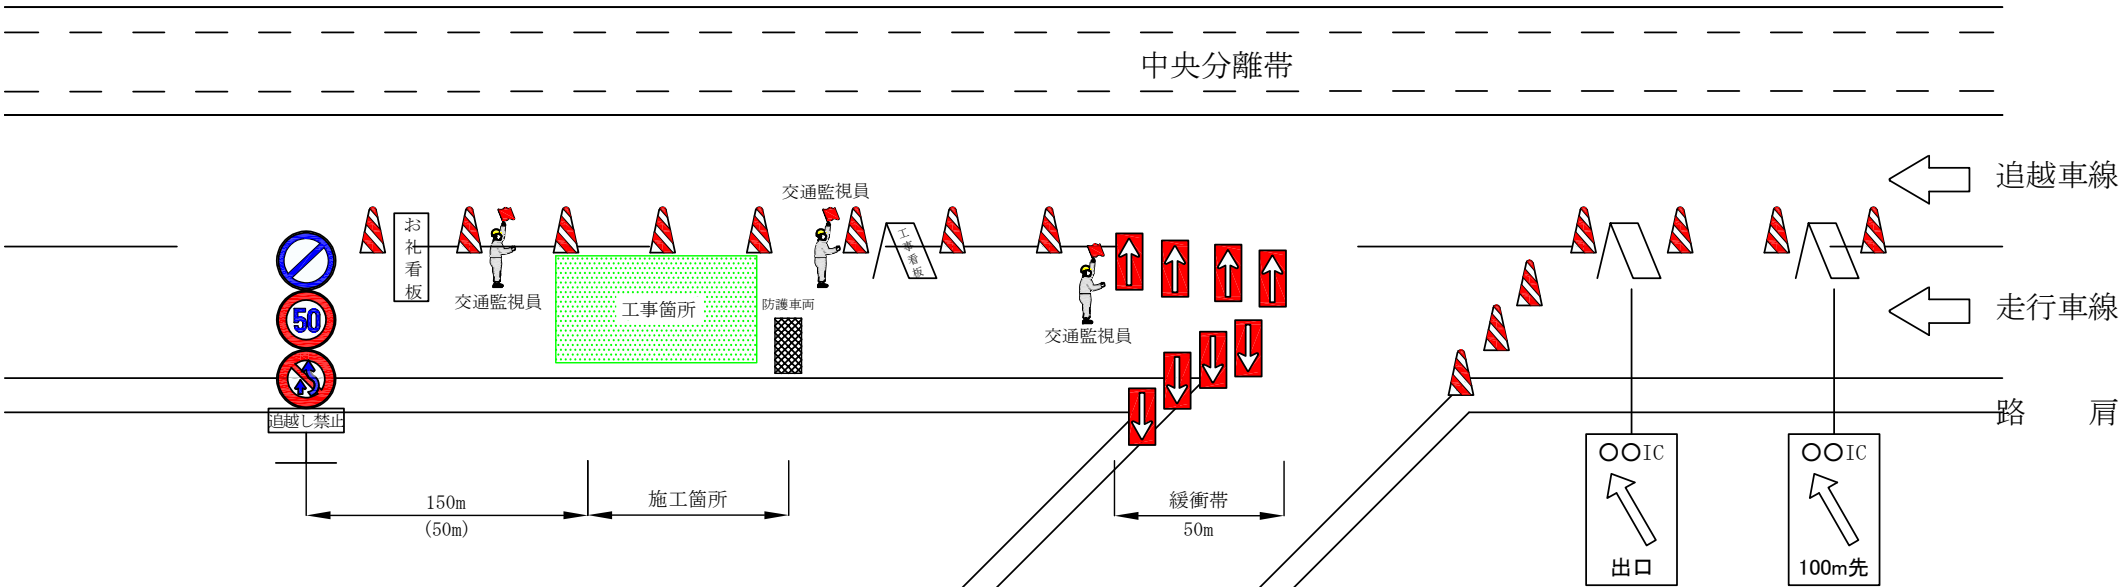 中央分離帯
追越車線
交通監視員
お礼看板
工事看板
交通監視員
工事箇所
防護車両
交通監視員
走行車線
50
追越し禁止
路　肩
○○IC
出口
○○IC
100m先
150m
(50m)
施工箇所
緩衝帯
50m